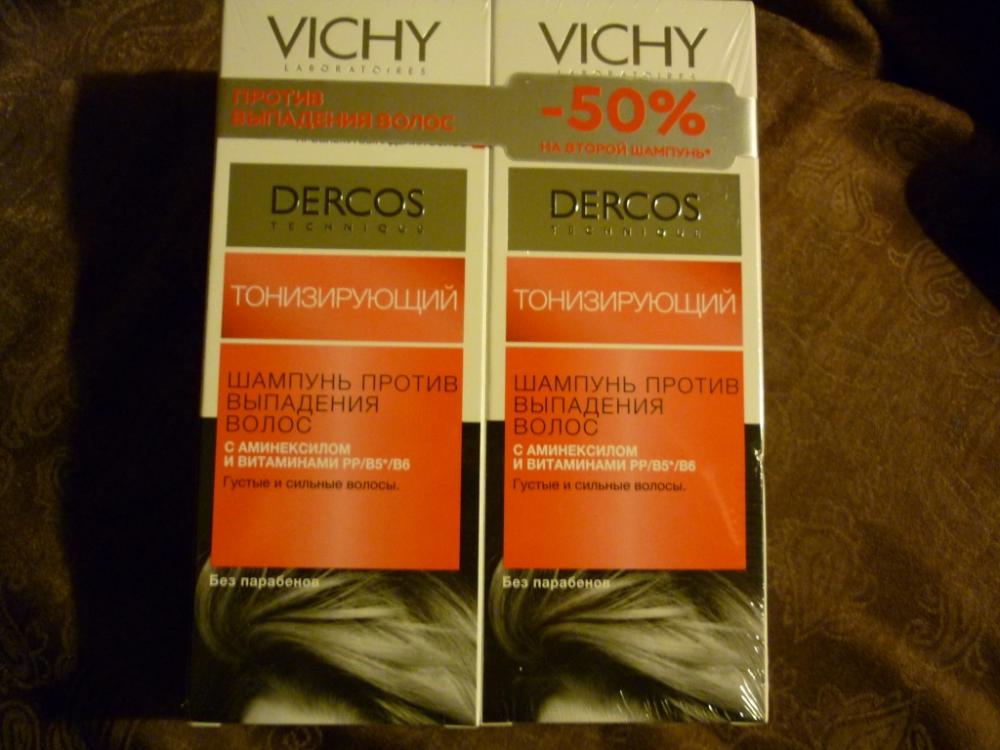 VICHY
LABORATOIRES
VICHY
LABORATOIRES
ПРОТИВ
ВЫПАДЕНИЯ ВОЛОС
-50%
НА ВТОРОЙ ШАМПУНЬ*
DERCOS
TECHNIQUE
ТОНИЗИРУЮЩИЙ
ШАМПУНЬ ПРОТИВ
ВЫПАДЕНИЯ
ВОЛОС
С АМИНЕКСИЛОМ
И ВИТАМИНАМИ PP/B5*/B6
Густые и сильные волосы.
Без парабенов
DERCOS
TECHNIQUE
ТОНИЗИРУЮЩИЙ
ШАМПУНЬ ПРОТИВ
ВЫПАДЕНИЯ
ВОЛОС
С АМИНЕКСИЛОМ
И ВИТАМИНАМИ PP/B5*/B6
Густые и сильные волосы.
Без парабенов